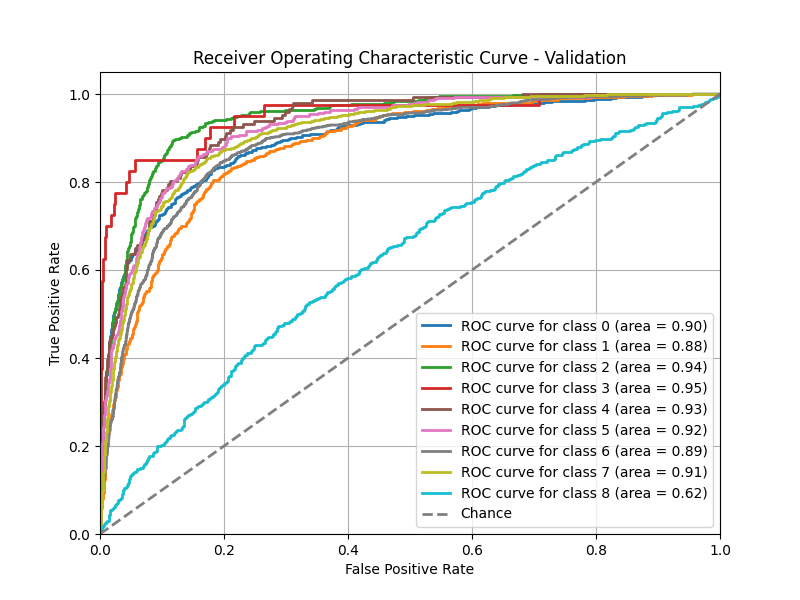 Receiver Operating Characteristic Curve - Validation
1.0
0.8
0.6
0.4
0.2
0.0
True Positive Rate
ROC curve for class 0 (area = 0.90)
ROC curve for class 1 (area = 0.88)
ROC curve for class 2 (area = 0.94)
ROC curve for class 3 (area = 0.95)
ROC curve for class 4 (area = 0.93)
ROC curve for class 5 (area = 0.92)
ROC curve for class 6 (area = 0.89)
ROC curve for class 7 (area = 0.91)
ROC curve for class 8 (area = 0.62)
Chance
0.0 0.2 0.4 0.6 0.8 1.0
False Positive Rate